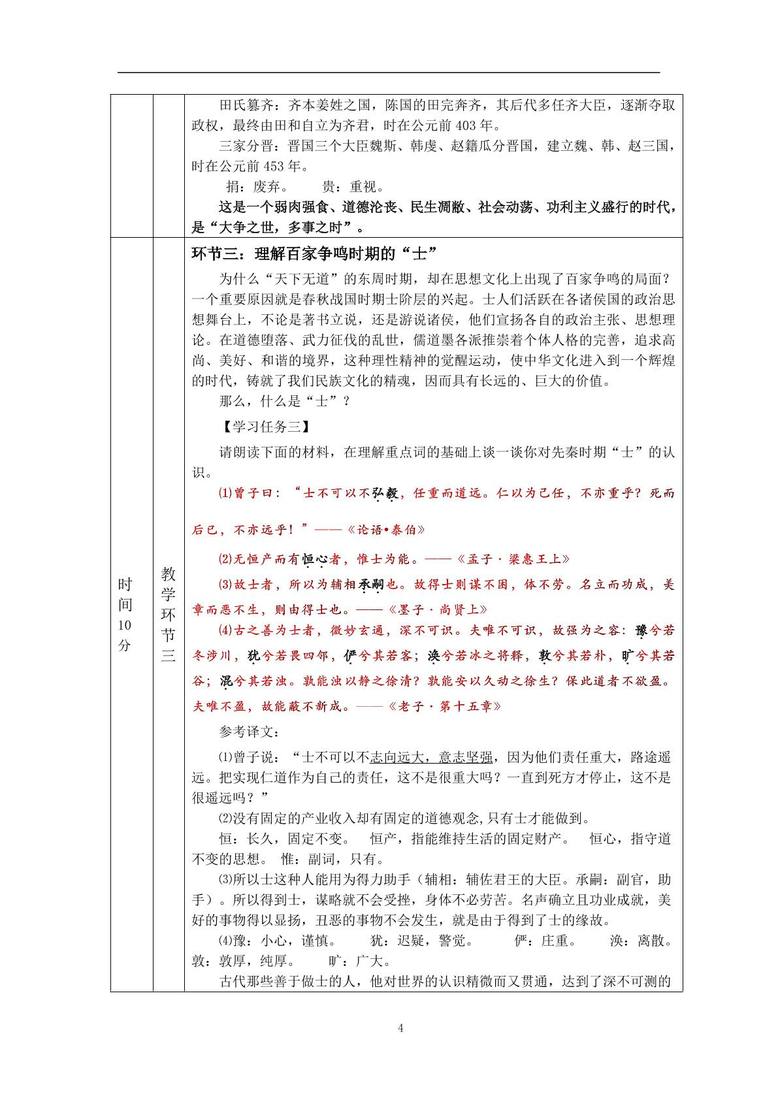 田氏篡齐：齐本姜姓之国，陈国的田完奔齐，其后代多任齐大臣，逐渐夺取
政权，最终由田和自立为齐君，时在公元前 403 年。
三家分晋：晋国三个大臣魏斯、韩虔、赵籍瓜分晋国，建立魏、韩、赵三国，
时在公元前 453 年。
捐：废弃。 贵：重视。
这是一个弱肉强食、道德沦丧、民生凋敝、社会动荡、功利主义盛行的时代，
是“大争之世，多事之时”。
时间10分
教学环节三
环节三：理解百家争鸣时期的“士”
为什么“天下无道”的东周时期，却在思想文化上出现了百家争鸣的局面？
一个重要原因就是春秋战国时期士阶层的兴起。士人们活跃在各诸侯国的政治思
想舞台上，不论是著书立说，还是游说诸侯，他们宣扬各自的政治主张、思想理
论。在道德堕落、武力征伐的乱世，儒道墨各派推崇着个体人格的完善，追求高
尚、美好、和谐的境界，这种理性精神的觉醒运动，使中华文化进入到一个辉煌
的时代，铸就了我们民族文化的精魂，因而具有长远的、巨大的价值。
那么，什么是“士”？
【学习任务三】
请朗读下面的材料，在理解重点词的基础上谈一谈你对先秦时期“士”的认
识。
⑴曾子曰：“士不可以不弘毅，任重而道远。仁以为己任，不亦重乎？死而
后已，不亦远乎！”——《论语•泰伯》
⑵无恒产而有恒心者，惟士为能。——《孟子·梁惠王上》
⑶故士者，所以为辅相承嗣也。故得士则谋不困，体不劳。名立而功成，美
章而恶不生，则由得士也。——《墨子·尚贤上》
⑷古之善为士者，微妙玄通，深不可识。夫唯不可识，故强为之容：豫兮若
冬涉川，犹兮若畏四邻，俨兮其若客；涣兮若冰之将释，敦兮其若朴，旷兮其若
谷；混兮其若浊。孰能浊以静之徐清？孰能安以久动之徐生？保此道者不欲盈。
夫唯不盈，故能蔽不新成。——《老子·第十五章》
参考译文：
⑴曾子说：“士不可以不志向远大，意志坚强，因为他们责任重大，路途遥
远。把实现仁道作为自己的责任，这不是很重大吗？一直到死方才停止，这不是
很遥远吗？”
⑵没有固定的产业收入却有固定的道德观念,只有士才能做到。
恒：长久，固定不变。 恒产，指能维持生活的固定财产。 恒心，指守道
不变的思想。 惟：副词，只有。
⑶所以士这种人能用为得力助手（辅相：辅佐君王的大臣。承嗣：副官，助
手）。所以得到士，谋略就不会受挫，身体不必劳苦。名声确立且功业成就，美
好的事物得以显扬，丑恶的事物不会发生，就是由于得到了士的缘故。
⑷豫：小心，谨慎。 犹：迟疑，警觉。 俨：庄重。 涣：离散。
敦：敦厚，纯厚。 旷：广大。
古代那些善于做士的人，他对世界的认识精微而又贯通，达到了深不可测的
4